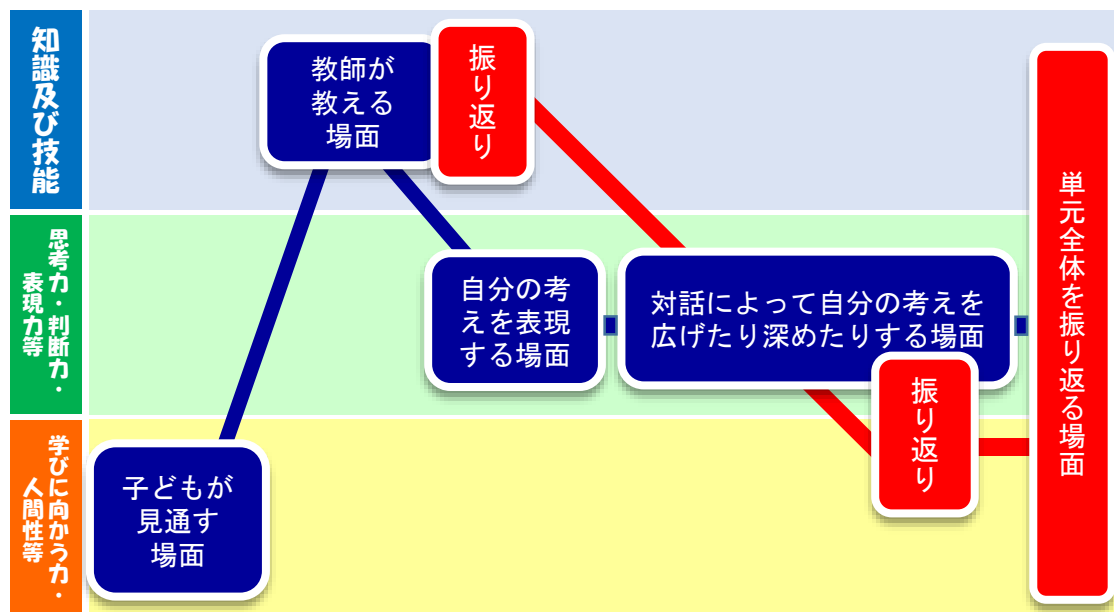 知識及び技能
教師が
教える
場面
振り返り
思考力・判断力・
表現力等
自分の考
えを表現
する場面
対話によって自分の考えを
広げたり深めたりする場面
振り返り
学びに向かう力・
人間性等
子どもが
見通す
場面
単元全体を振り返る場面